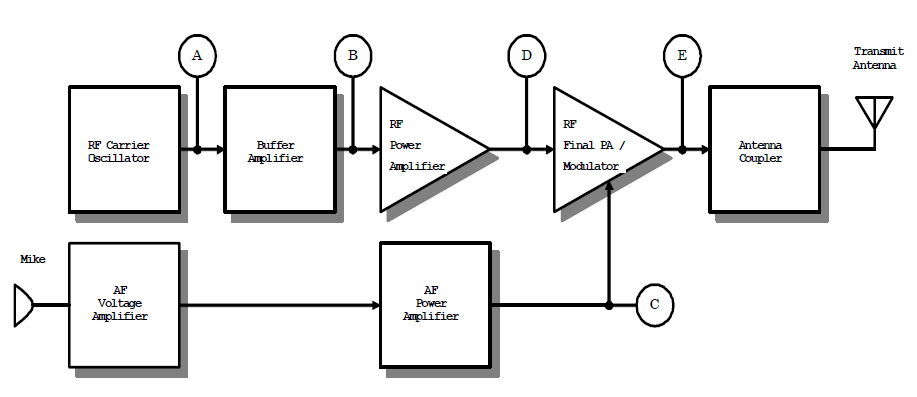 A
B
D
E
Transmit
Antenna
RF Carrier
Oscillator
Buffer
Amplifier
RF
Power
Amplifier
RF
Final PA /
Modulator
Antenna
Coupler
Mike
AF
Voltage
Amplifier
AF
Power
Amplifier
C